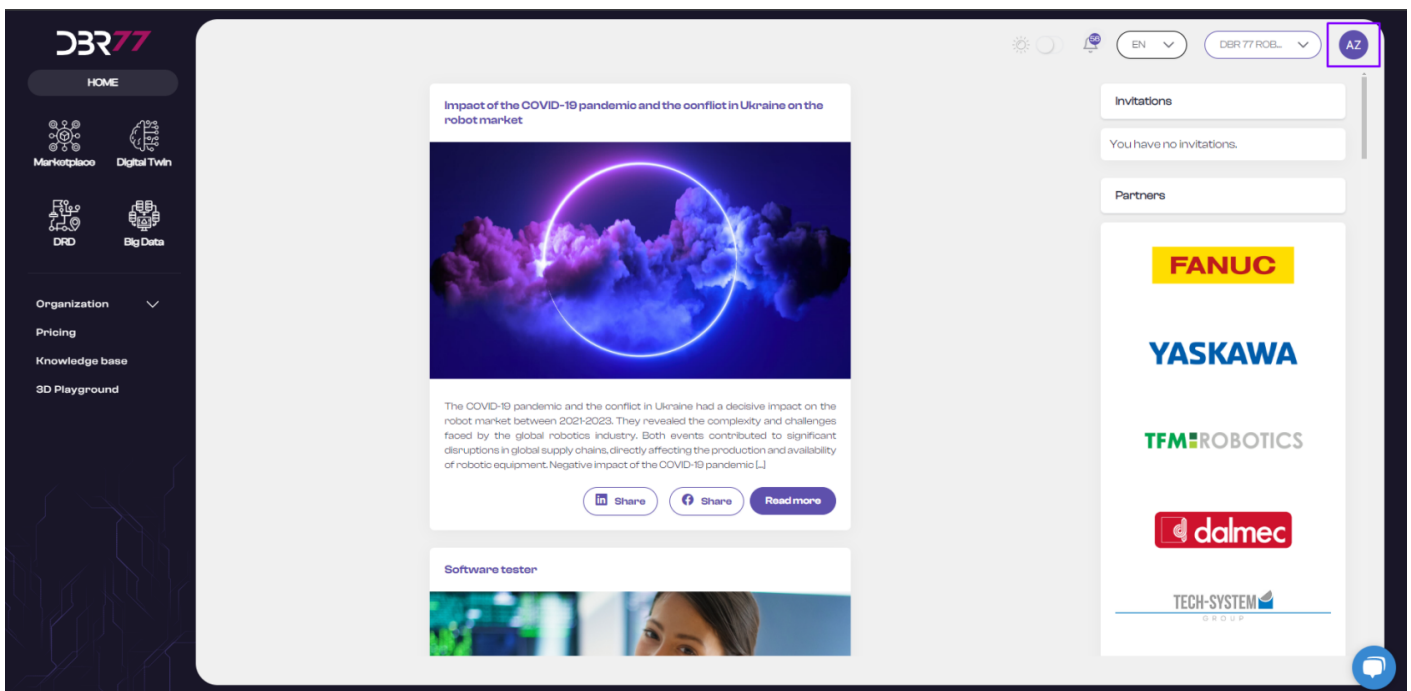 DBR77
HOME
Marketplace
Digital Twin
DRD
Big Data
Organization
Pricing
Knowledge base
3D Playground
56
EN
DBR 77 ROB...
AZ
Impact of the COVID-19 pandemic and the conflict in Ukraine on the
robot market
The COVID-19 pandemic and the conflict in Ukraine had a decisive impact on the
robot market between 2021-2023. They revealed the complexity and challenges
faced by the global robotics industry. Both events contributed to significant
disruptions in global supply chains, directly affecting the production and availability
of robotic equipment. Negative impact of the COVID-19 pandemic [...]
Share
Share
Read more
Software tester
Invitations
You have no invitations.
Partners
FANUC
YASKAWA
TFM ROBOTICS
dalmec
TECH-SYSTEM
GROUP